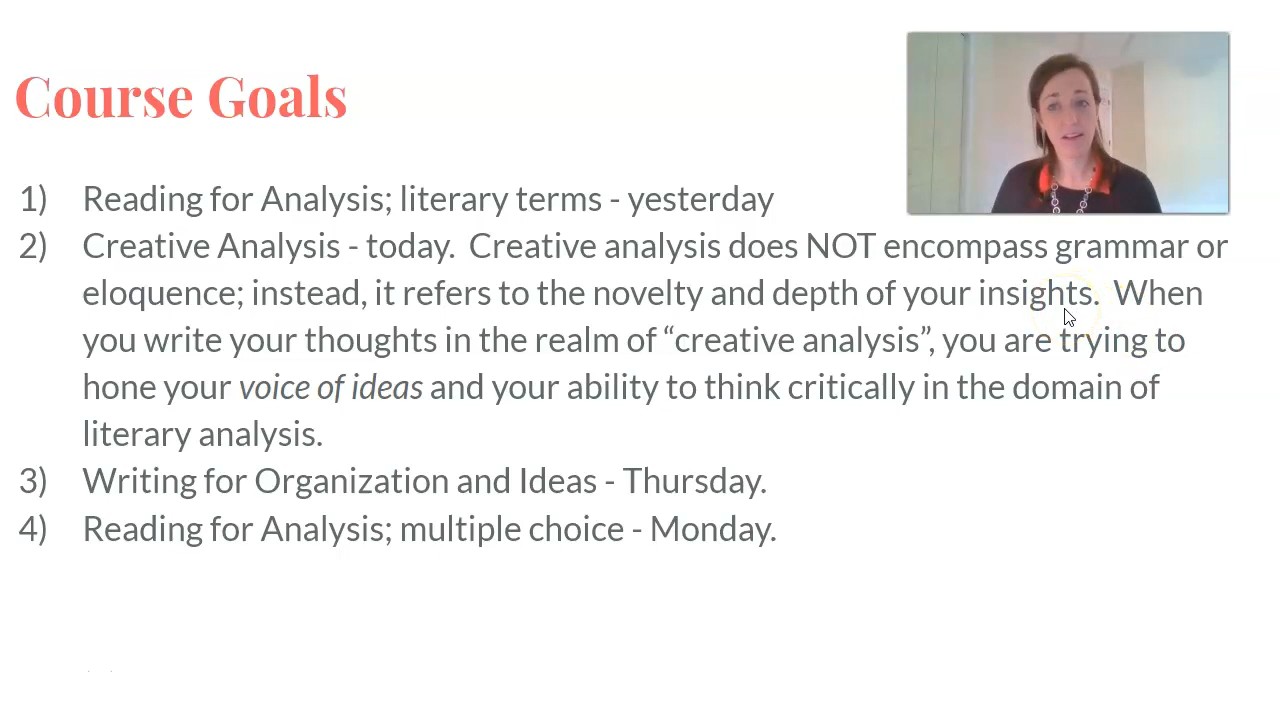 Course Goals
1) Reading for Analysis; literary terms - yesterday
2) Creative Analysis - today.  Creative analysis does NOT encompass grammar or
eloquence; instead, it refers to the novelty and depth of your insights.  When
you write your thoughts in the realm of “creative analysis”, you are trying to
hone your voice of ideas and your ability to think critically in the domain of
literary analysis.
3) Writing for Organization and Ideas - Thursday.
4) Reading for Analysis; multiple choice - Monday.